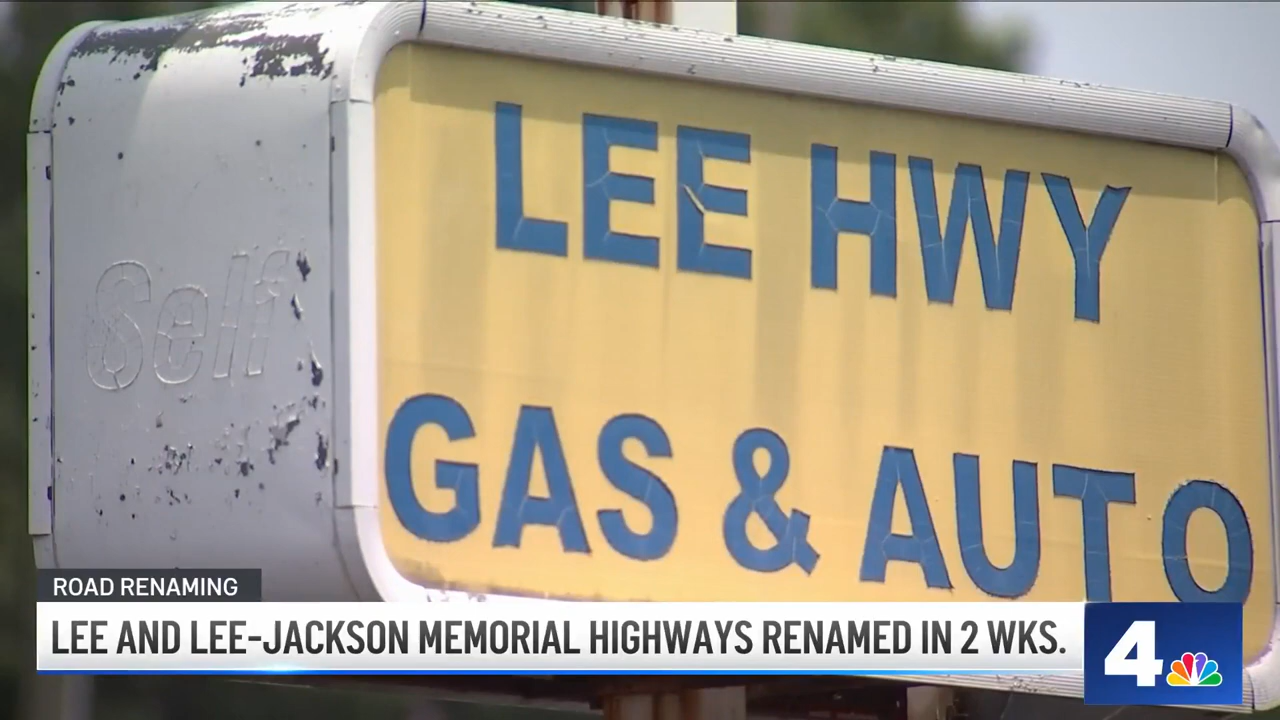 LEE HWY
Self
GAS & AUTO
ROAD RENAMING
LEE AND LEE-JACKSON MEMORIAL HIGHWAYS RENAMED IN 2 WKS.
4